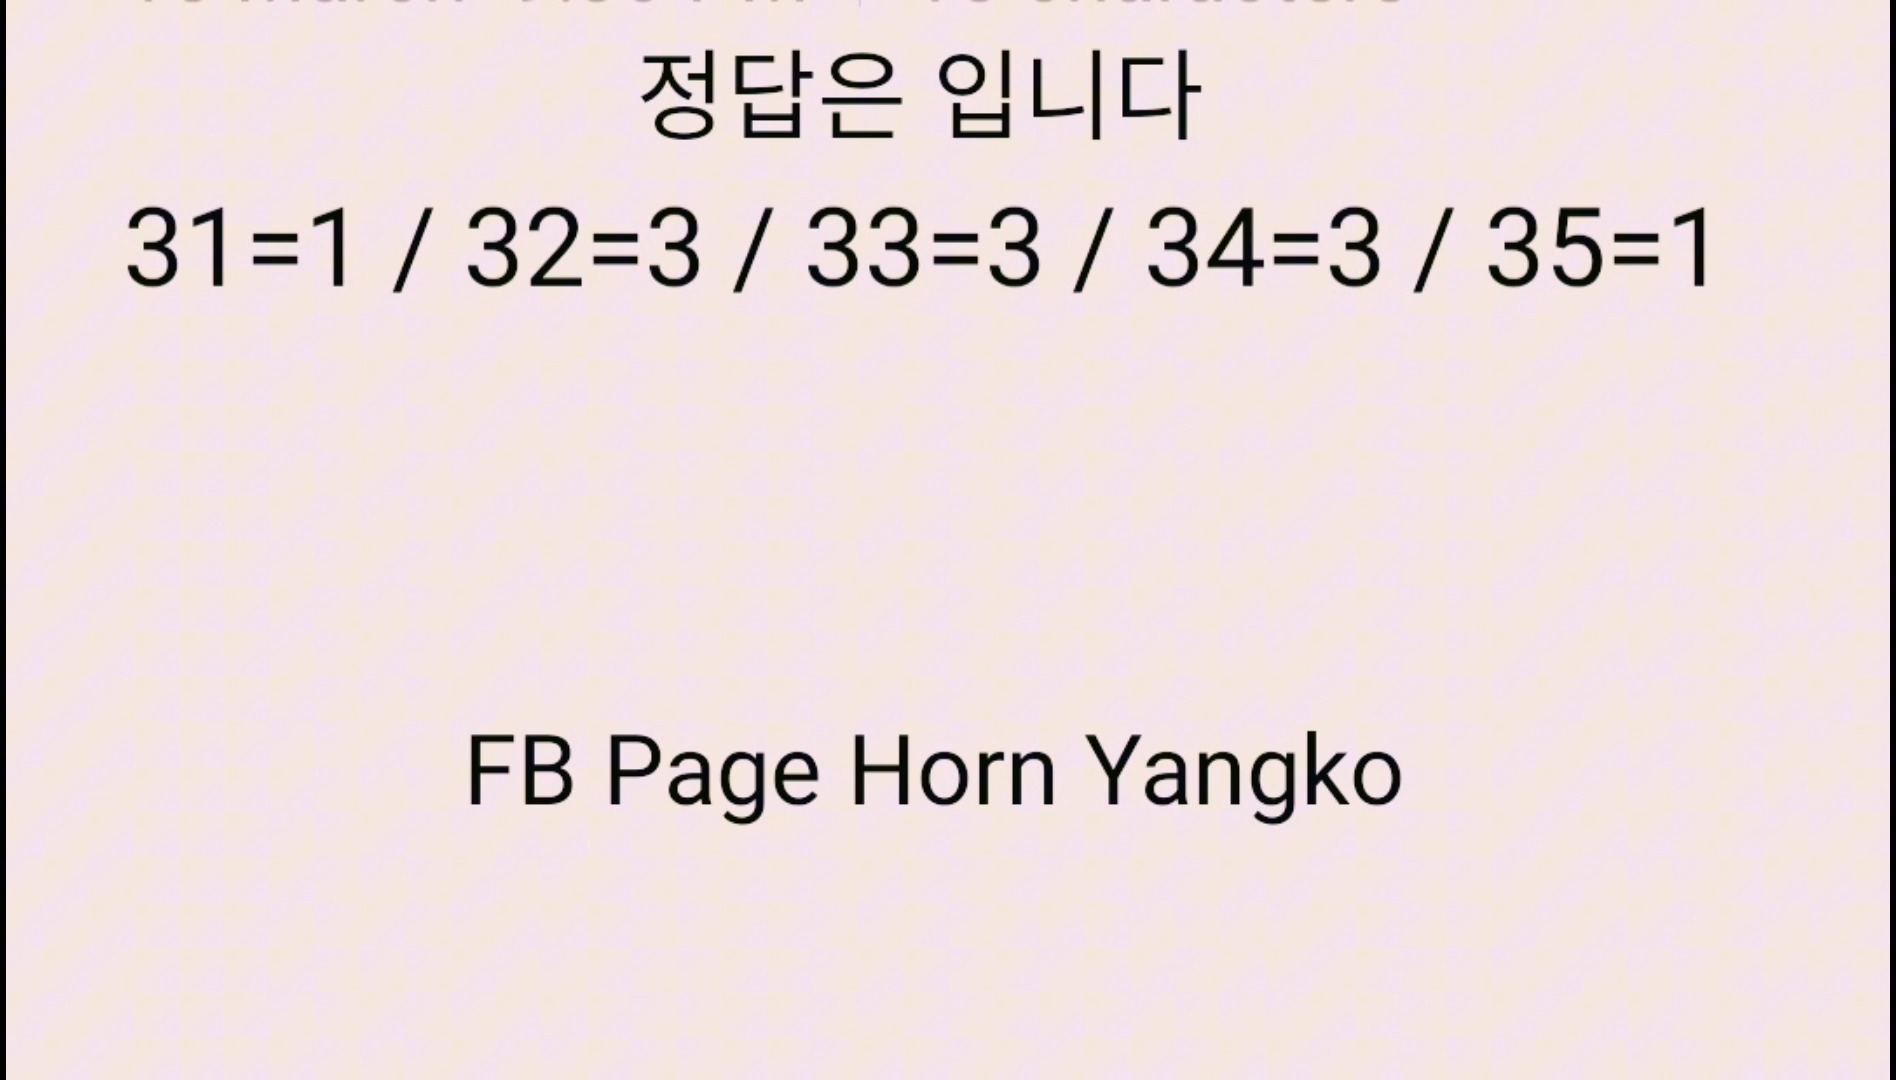 정답은 입니다
31=1 / 32=3 / 33=3 / 34=3 / 35=1
FB Page Horn Yangko